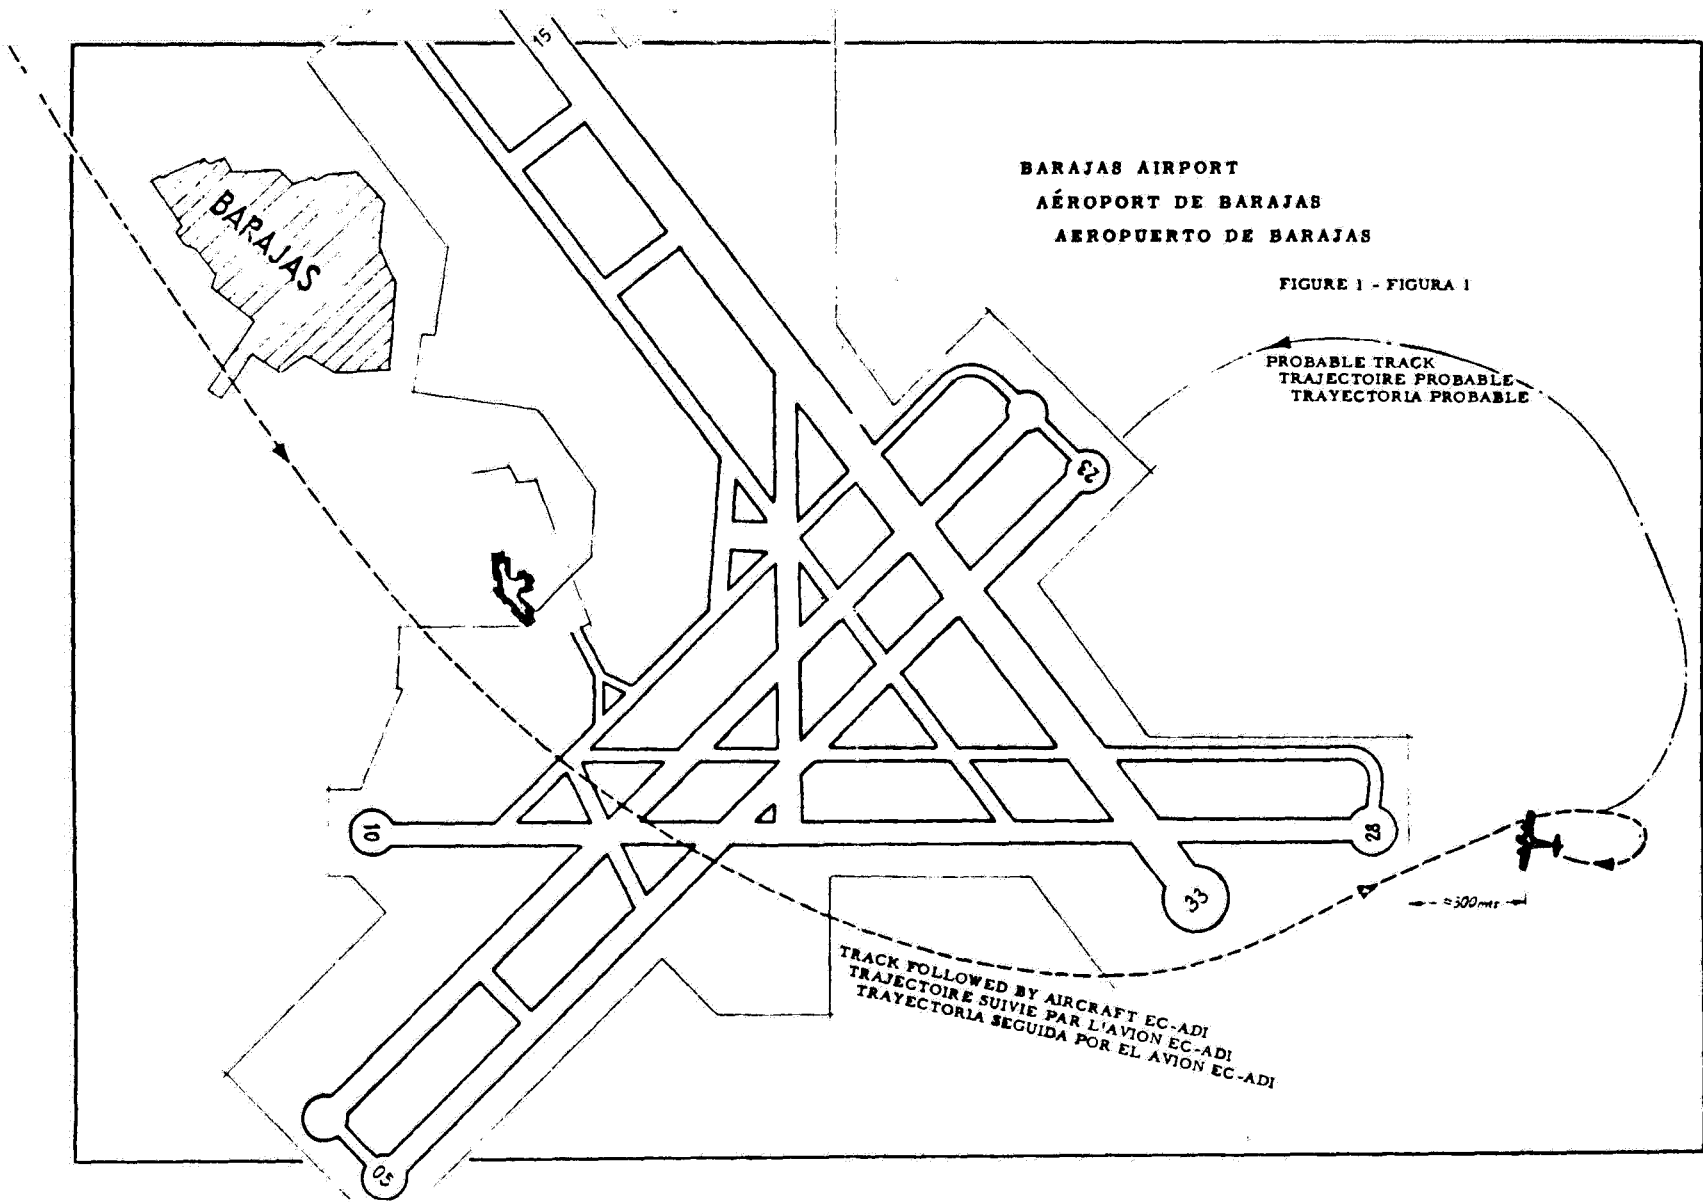 15
BARAJAS AIRPORT
AÉROPORT DE BARAJAS
AEROPUERTO DE BARAJAS
FIGURE 1 - FIGURA 1
BARAJAS
PROBABLE TRACK
TRAJECTOIRE PROBABLE
TRAYECTORIA PROBABLE
23
10
28
33
≈300 mts
TRACK FOLLOWED BY AIRCRAFT EC-ADI
TRAJECTOIRE SUIVIE PAR L'AVION EC-ADI
TRAYECTORIA SEGUIDA POR EL AVION EC-ADI
05